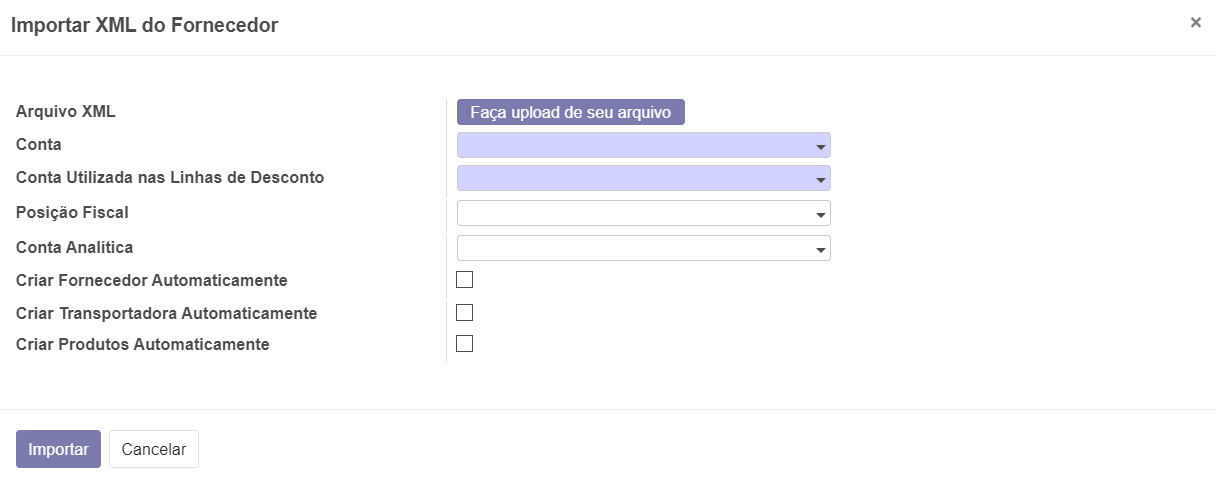 Importar XML do Fornecedor
×
Arquivo XML
Faça upload de seu arquivo
Conta
Conta Utilizada nas Linhas de Desconto
Posição Fiscal
Conta Analítica
Criar Fornecedor Automaticamente
Criar Transportadora Automaticamente
Criar Produtos Automaticamente
Importar
Cancelar